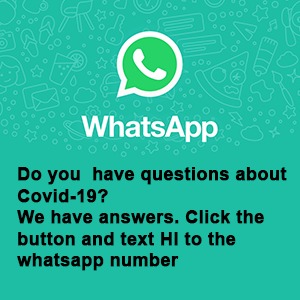 WhatsApp
Do you  have questions about
Covid-19?
We have answers. Click the
button and text HI to the
whatsapp number